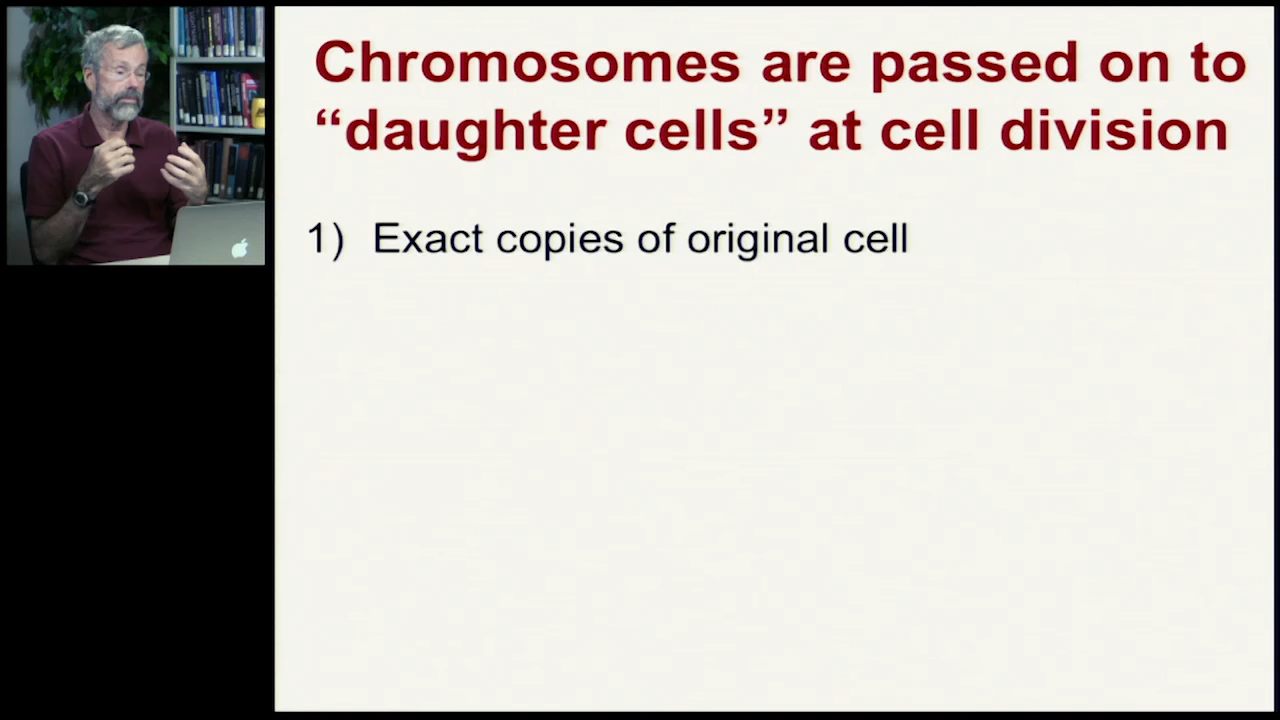 Chromosomes are passed on to
“daughter cells” at cell division
1) Exact copies of original cell